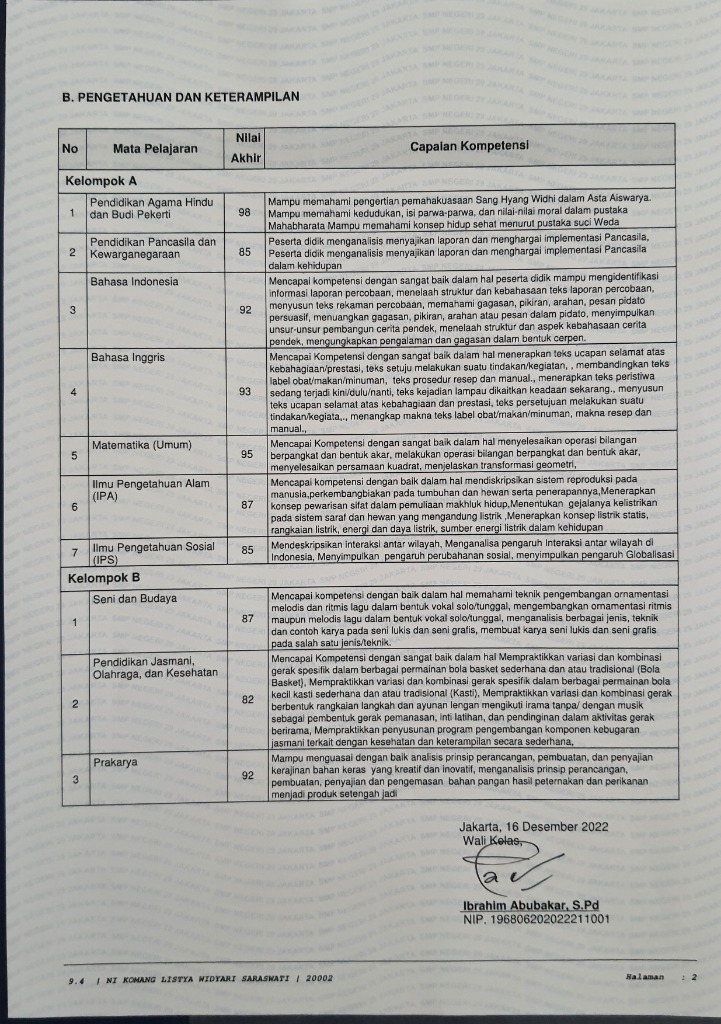 B. PENGETAHUAN DAN KETERAMPILAN
No Mata Pelajaran Nilai Akhir Capaian Kompetensi
Kelompok A
1 Pendidikan Agama Hindu dan Budi Pekerti 98 Mampu memahami pengertian pemahakuasaan Sang Hyang Widhi dalam Asta Aiswarya.
Mampu memahami kedudukan, isi parwa-parwa, dan nilai-nilai moral dalam pustaka
Mahabharata Mampu memahami konsep hidup sehat menurut pustaka suci Weda
2 Pendidikan Pancasila dan Kewarganegaraan 85 Peserta didik menganalisis menyajikan laporan dan menghargai implementasi Pancasila,
Peserta didik menganalisis menyajikan laporan dan menghargai implementasi Pancasila
dalam kehidupan
3 Bahasa Indonesia 92 Mencapai kompetensi dengan sangat baik dalam hal peserta didik mampu mengidentifikasi
informasi laporan percobaan, menelaah struktur dan kebahasaan teks laporan percobaan,
menyusun teks rekaman percobaan, memahami gagasan, pikiran, arahan, pesan pidato
persuasif, menuangkan gagasan, pikiran, arahan atau pesan dalam pidato, menyimpulkan
unsur-unsur pembangun cerita pendek, menelaah struktur dan aspek kebahasaan cerita
pendek, mengungkapkan pengalaman dan gagasan dalam bentuk cerpen.
4 Bahasa Inggris 93 Mencapai Kompetensi dengan sangat baik dalam hal menerapkan teks ucapan selamat atas
kebahagiaan/prestasi, teks setuju melakukan suatu tindakan/kegiatan, , membandingkan teks
label obat/makan/minuman, teks prosedur resep dan manual., menerapkan teks peristiwa
sedang terjadi kini/dulu/nanti, teks kejadian lampau dikaitkan keadaan sekarang., menyusun
teks ucapan selamat atas kebahagiaan dan prestasi, teks persetujuan melakukan suatu
tindakan/kegiata,., menangkap makna teks label obat/makan/minuman, makna resep dan
manual.,
5 Matematika (Umum) 95 Mencapai Kompetensi dengan sangat baik dalam hal menyelesaikan operasi bilangan
berpangkat dan bentuk akar, melakukan operasi bilangan berpangkat dan bentuk akar,
menyelesaikan persamaan kuadrat, menjelaskan transformasi geometri,
6 Ilmu Pengetahuan Alam (IPA) 87 Mencapai kompetensi dengan baik dalam hal mendiskripsikan sistem reproduksi pada
manusia,perkembangbiakan pada tumbuhan dan hewan serta penerapannya,Menerapkan
konsep pewarisan sifat dalam pemuliaan makhluk hidup,Menentukan gejalanya kelistrikan
pada sistem saraf dan hewan yang mengandung listrik ,Menerapkan konsep listrik statis,
rangkaian listrik, energi dan daya listrik, sumber energi listrik dalam kehidupan
7 Ilmu Pengetahuan Sosial (IPS) 85 Mendeskripsikan interaksi antar wilayah, Menganalisa pengaruh Interaksi antar wilayah di
Indonesia, Menyimpulkan pengaruh perubahanan sosial, menyimpulkan pengaruh Globalisasi
Kelompok B
1 Seni dan Budaya 87 Mencapai kompetensi dengan baik dalam hal memahami teknik pengembangan ornamentasi
melodis dan ritmis lagu dalam bentuk vokal solo/tunggal, mengembangkan ornamentasi ritmis
maupun melodis lagu dalam bentuk vokal solo/tunggal, menganalisis berbagai jenis, teknik
dan contoh karya pada seni lukis dan seni grafis, membuat karya seni lukis dan seni grafis
pada salah satu jenis/teknik.
2 Pendidikan Jasmani, Olahraga, dan Kesehatan 82 Mencapai Kompetensi dengan sangat baik dalam hal Mempraktikkan variasi dan kombinasi
gerak spesifik dalam berbagai permainan bola basket sederhana dan atau tradisional (Bola
Basket), Mempraktikkan variasi dan kombinasi gerak spesifik dalam berbagai permainan bola
kecil kasti sederhana dan atau tradisional (Kasti), Mempraktikkan variasi dan kombinasi gerak
berbentuk rangkaian langkah dan ayunan lengan mengikuti irama tanpa/ dengan musik
sebagai pembentuk gerak pemanasan, inti latihan, dan pendinginan dalam aktivitas gerak
berirama, Mempraktikkan penyusunan program pengembangan komponen kebugaran
jasmani terkait dengan kesehatan dan keterampilan secara sederhana,
3 Prakarya 92 Mampu menguasai dengan baik analisis prinsip perancangan, pembuatan, dan penyajian
kerajinan bahan keras yang kreatif dan inovatif, menganalisis prinsip perancangan,
pembuatan, penyajian dan pengemasan bahan pangan hasil peternakan dan perikanan
menjadi produk setengah jadi
Jakarta, 16 Desember 2022
Wali Kelas,
Ibrahim Abubakar, S.Pd
NIP. 196806202022211001
9.4 | NI KOMANG LISTYA WIDYARI SARASWATI | 20002 Halaman : 2